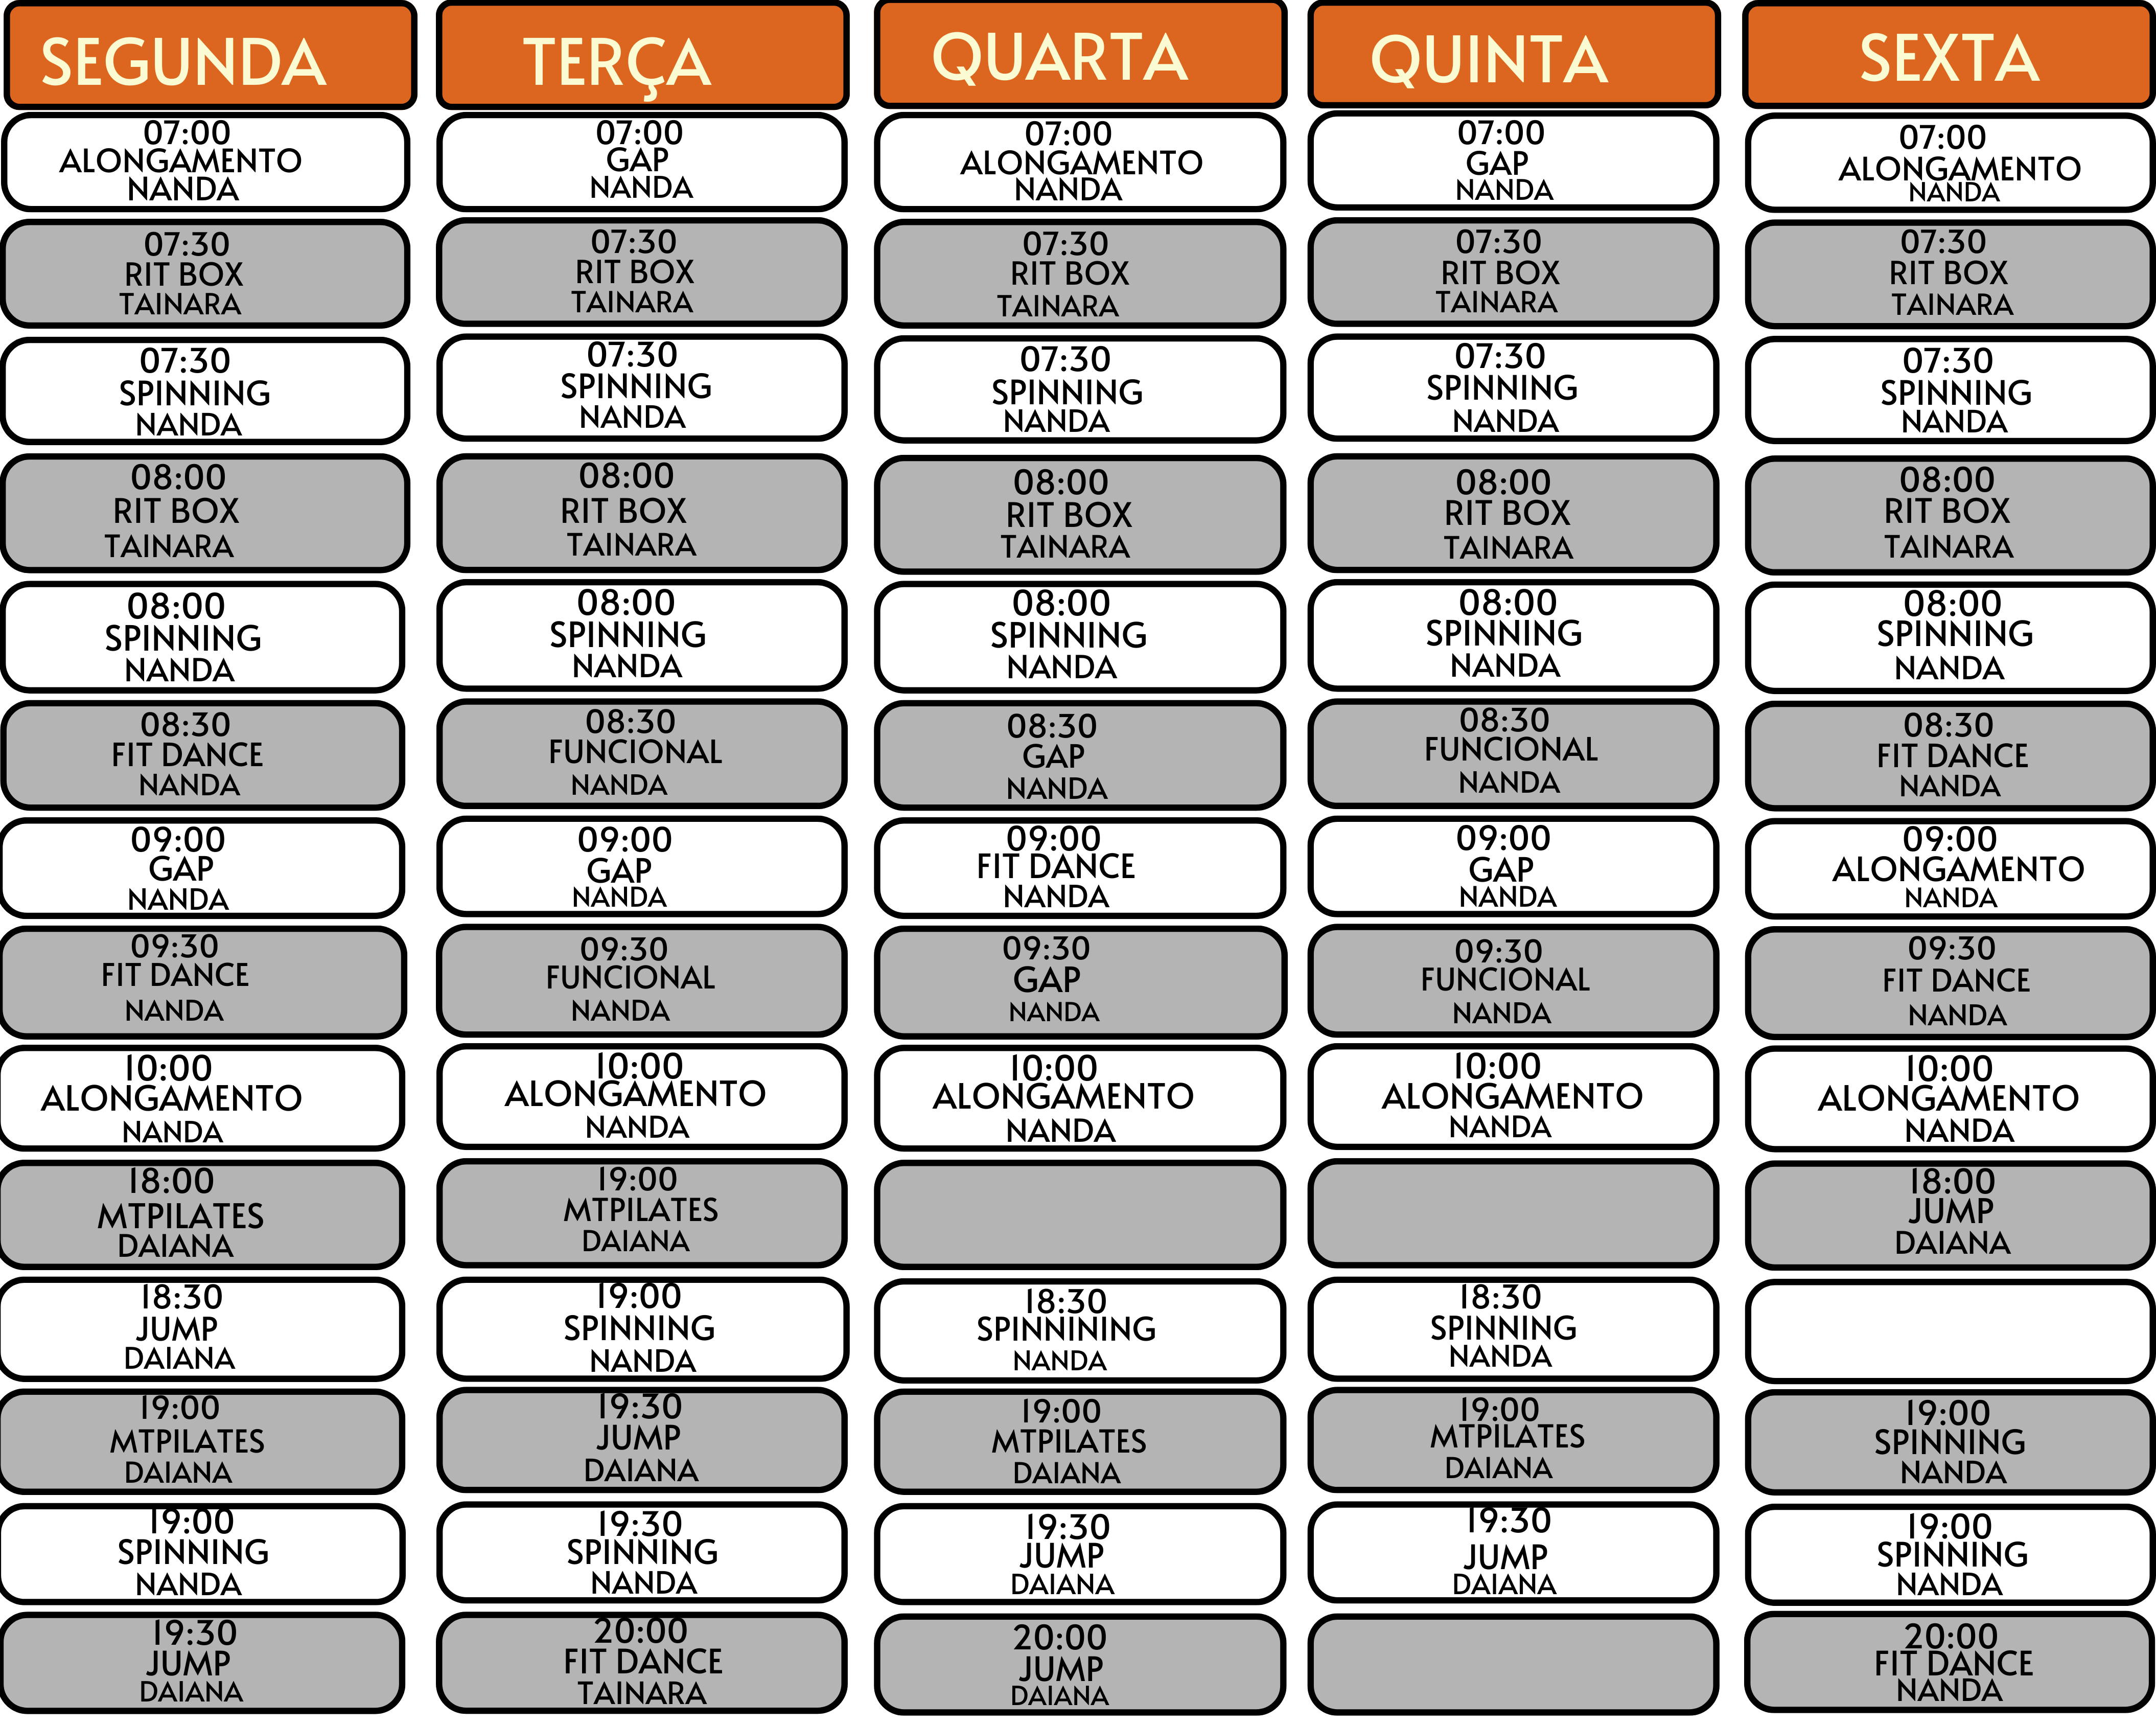 SEGUNDA
TERÇA
QUARTA
QUINTA
SEXTA
07:00
ALONGAMENTO
NANDA
07:00
GAP
NANDA
07:00
ALONGAMENTO
NANDA
07:00
GAP
NANDA
07:00
ALONGAMENTO
NANDA
07:30
RIT BOX
TAINARA
07:30
RIT BOX
TAINARA
07:30
RIT BOX
TAINARA
07:30
RIT BOX
TAINARA
07:30
RIT BOX
TAINARA
07:30
SPINNING
NANDA
07:30
SPINNING
NANDA
07:30
SPINNING
NANDA
07:30
SPINNING
NANDA
07:30
SPINNING
NANDA
08:00
RIT BOX
TAINARA
08:00
RIT BOX
TAINARA
08:00
RIT BOX
TAINARA
08:00
RIT BOX
TAINARA
08:00
RIT BOX
TAINARA
08:00
SPINNING
NANDA
08:00
SPINNING
NANDA
08:00
SPINNING
NANDA
08:00
SPINNING
NANDA
08:00
SPINNING
NANDA
08:30
FIT DANCE
NANDA
08:30
FUNCIONAL
NANDA
08:30
GAP
NANDA
08:30
FUNCIONAL
NANDA
08:30
FIT DANCE
NANDA
09:00
GAP
NANDA
09:00
GAP
NANDA
09:00
FIT DANCE
NANDA
09:00
GAP
NANDA
09:00
ALONGAMENTO
NANDA
09:30
FIT DANCE
NANDA
09:30
FUNCIONAL
NANDA
09:30
GAP
NANDA
09:30
FUNCIONAL
NANDA
09:30
FIT DANCE
NANDA
10:00
ALONGAMENTO
NANDA
10:00
ALONGAMENTO
NANDA
10:00
ALONGAMENTO
NANDA
10:00
ALONGAMENTO
NANDA
10:00
ALONGAMENTO
NANDA
18:00
MTPILATES
DAIANA
19:00
MTPILATES
DAIANA
18:00
JUMP
DAIANA
18:30
JUMP
DAIANA
19:00
SPINNING
NANDA
18:30
SPINNINING
NANDA
18:30
SPINNING
NANDA
19:00
MTPILATES
DAIANA
19:30
JUMP
DAIANA
19:00
MTPILATES
DAIANA
19:00
MTPILATES
DAIANA
19:00
SPINNING
NANDA
19:00
SPINNING
NANDA
19:30
SPINNING
NANDA
19:30
JUMP
DAIANA
19:30
JUMP
DAIANA
19:00
SPINNING
NANDA
19:30
JUMP
DAIANA
20:00
FIT DANCE
TAINARA
20:00
JUMP
DAIANA
20:00
FIT DANCE
NANDA